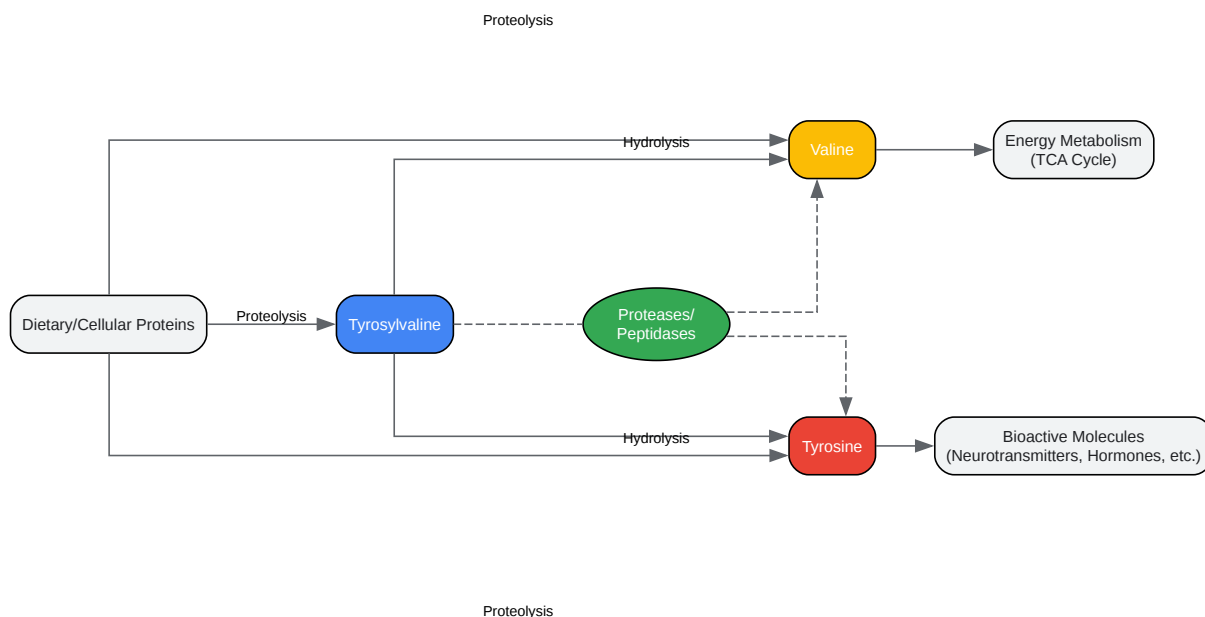 Proteolysis
Hydrolysis
Valine
Energy Metabolism
(TCA Cycle)
Dietary/Cellular Proteins
Proteolysis
Tyrosylvaline
Proteases/
Peptidases
Hydrolysis
Tyrosine
Bioactive Molecules
(Neurotransmitters, Hormones, etc.)
Proteolysis